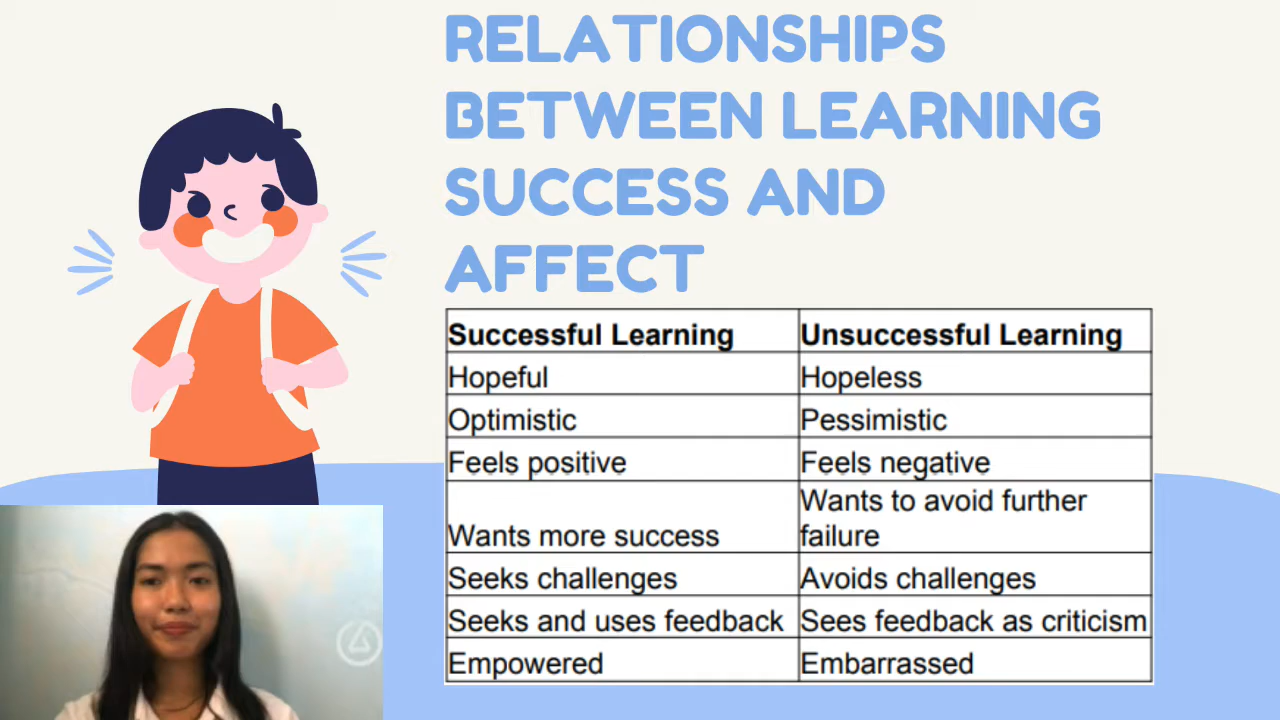 RELATIONSHIPS
BETWEEN LEARNING
SUCCESS AND
AFFECT
Successful Learning Unsuccessful Learning
Hopeful Hopeless
Optimistic Pessimistic
Feels positive Feels negative
Wants more success Wants to avoid further
failure
Seeks challenges Avoids challenges
Seeks and uses feedback Sees feedback as criticism
Empowered Embarrassed